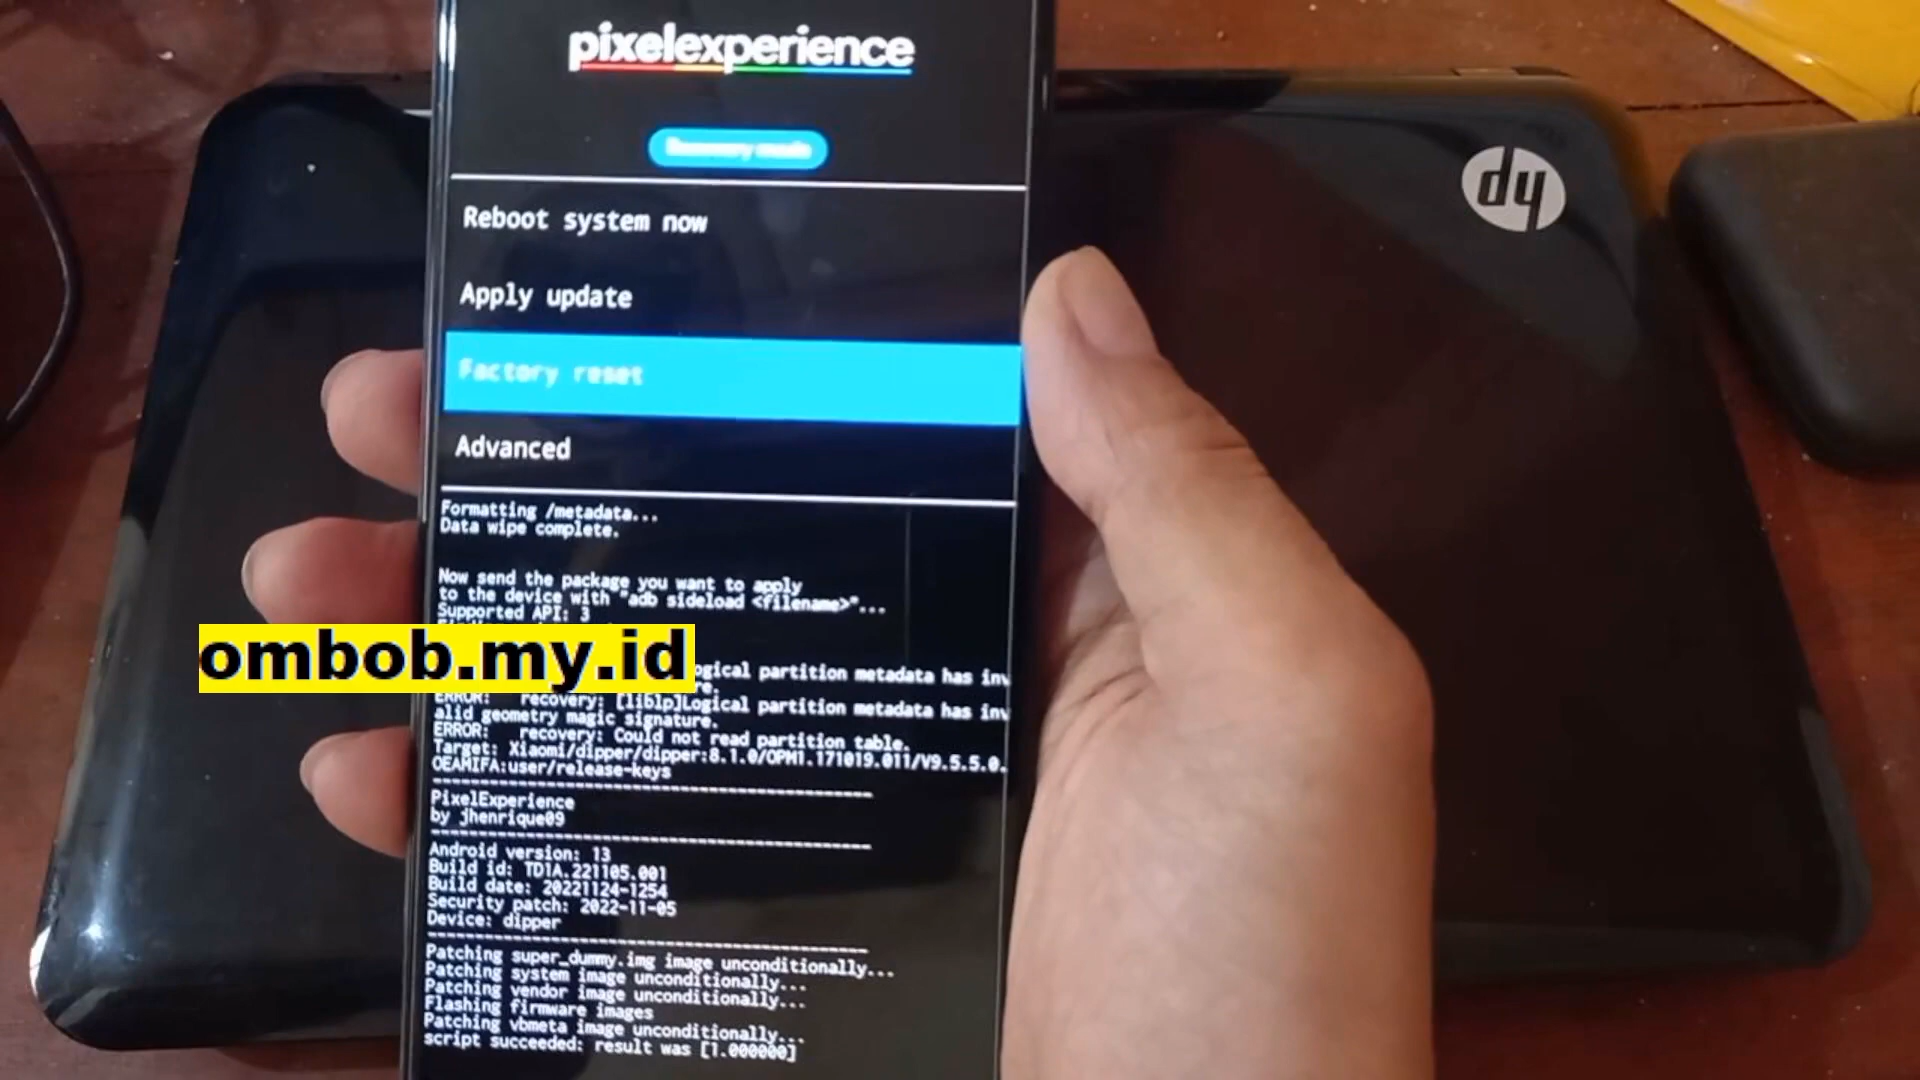 pixelexperience
Recovery mode
Reboot system now
Apply update
Factory reset
Advanced
Formatting /metadata...
Data wipe complete.
Now send the package you want to apply
to the device with "adb sideload <filename>"...
Supported API: 3
ombob.my.id
ogical partition metadata has inv
re.
ERROR: recovery: [liblp]Logical partition metadata has inv
alid geometry magic signature.
ERROR: recovery: Could not read partition table.
Target: Xiaomi/dipper/dipper:8.1.0/OPM1.171019.011/V9.5.5.0.
OEAMIFA:user/release-keys
PixelExperience
by jhenrique09
Android version: 13
Build id: TD1A.221105.001
Build date: 20221124-1254
Security patch: 2022-11-05
Device: dipper
Patching super_dummy.img image unconditionally...
Patching system image unconditionally...
Patching vendor image unconditionally...
Flashing firmware images
Patching vbmeta image unconditionally...
script succeeded: result was [1.000000]
hp